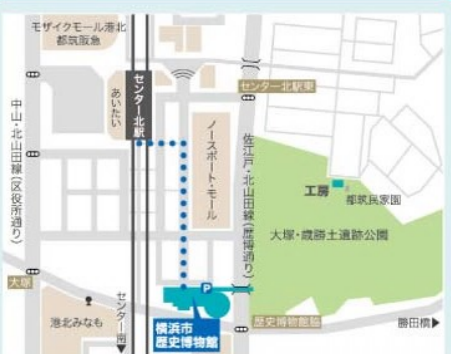 モザイクモール港北
都筑阪急
あいたい
センター北駅
センター北駅東
中山・北山田線(区役所通り)
ノースポート・モール
佐江戸・北山田線(歴博通り)
工房
都筑民家園
大塚・歳勝土遺跡公園
大塚
P
港北みなも
センター南▼
横浜市
歴史博物館
歴史博物館脇
勝田橋▶